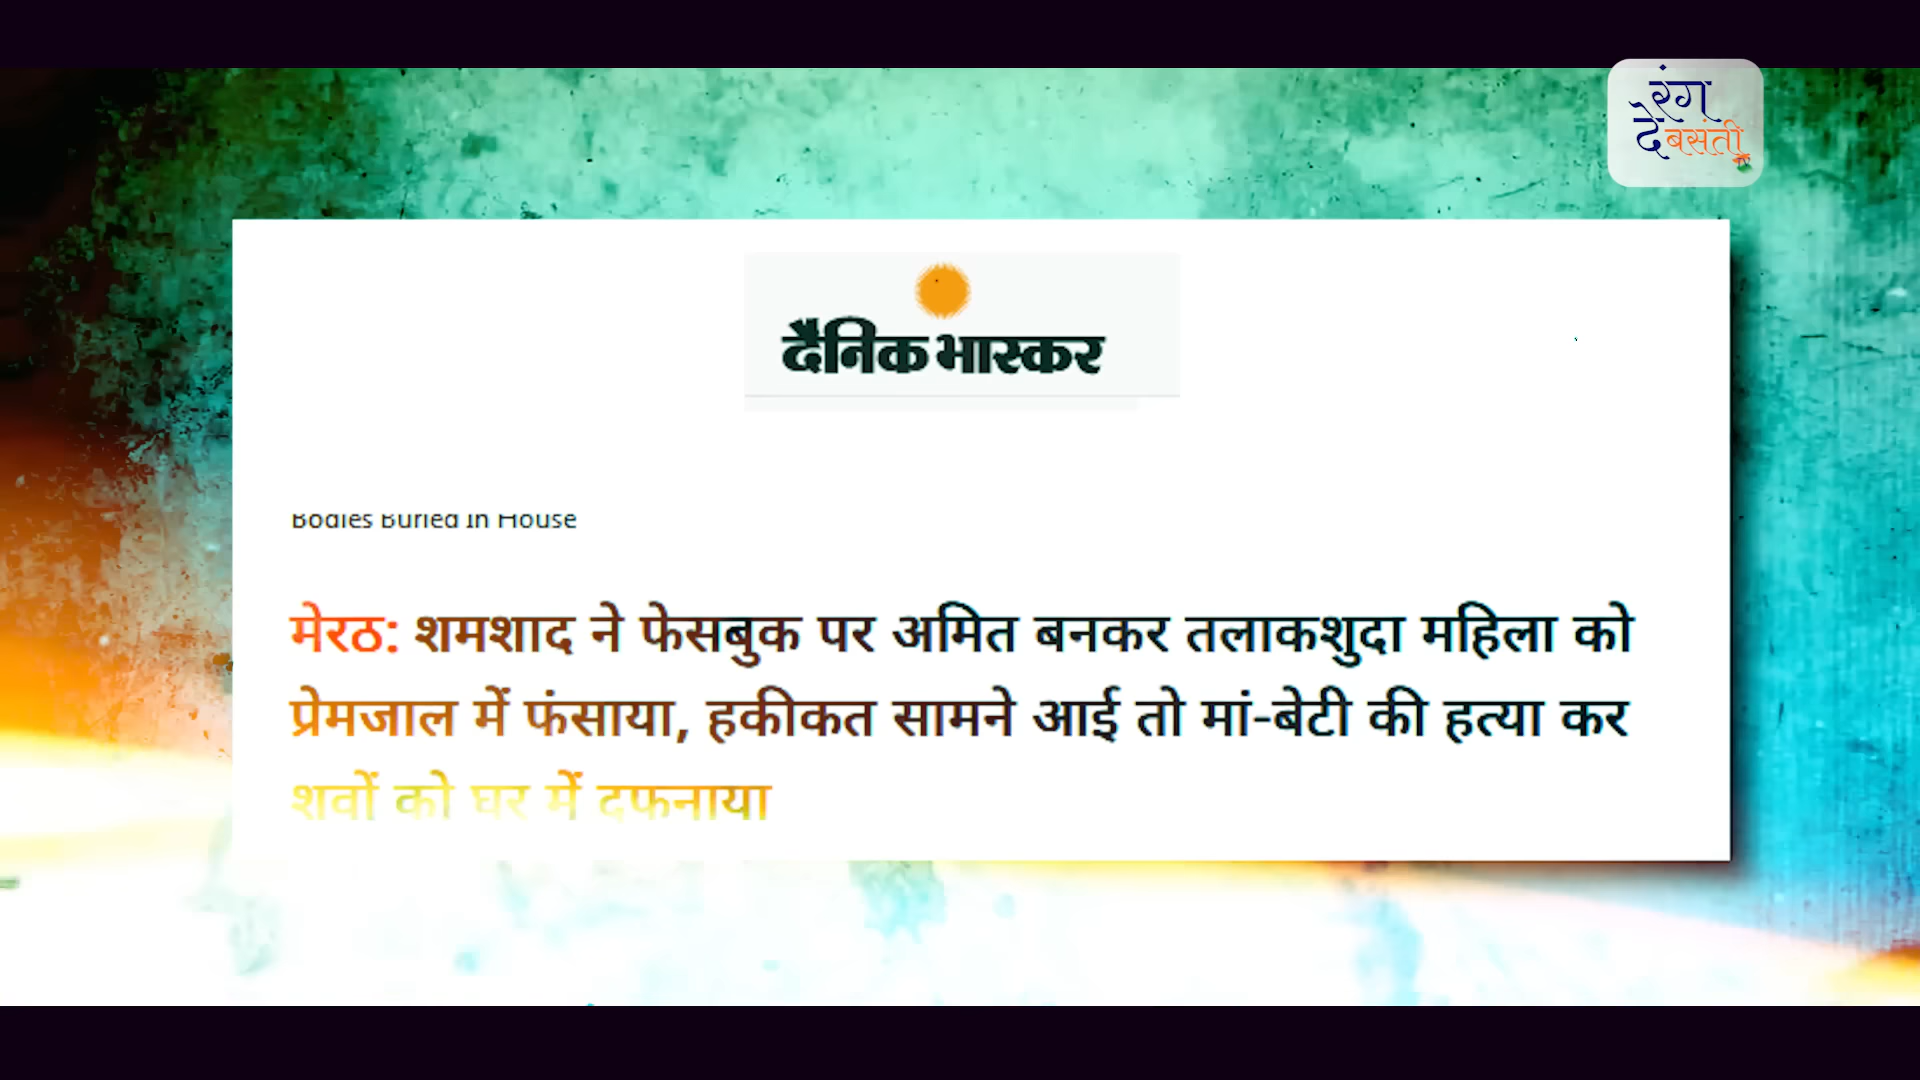 रंग
दे बसंती
दैनिक भास्कर
Bodies Buried In House
मेरठ: शमशाद ने फेसबुक पर अमित बनकर तलाकशुदा महिला को
प्रेमजाल में फंसाया, हकीकत सामने आई तो मां-बेटी की हत्या कर
शवों को घर में दफनाया